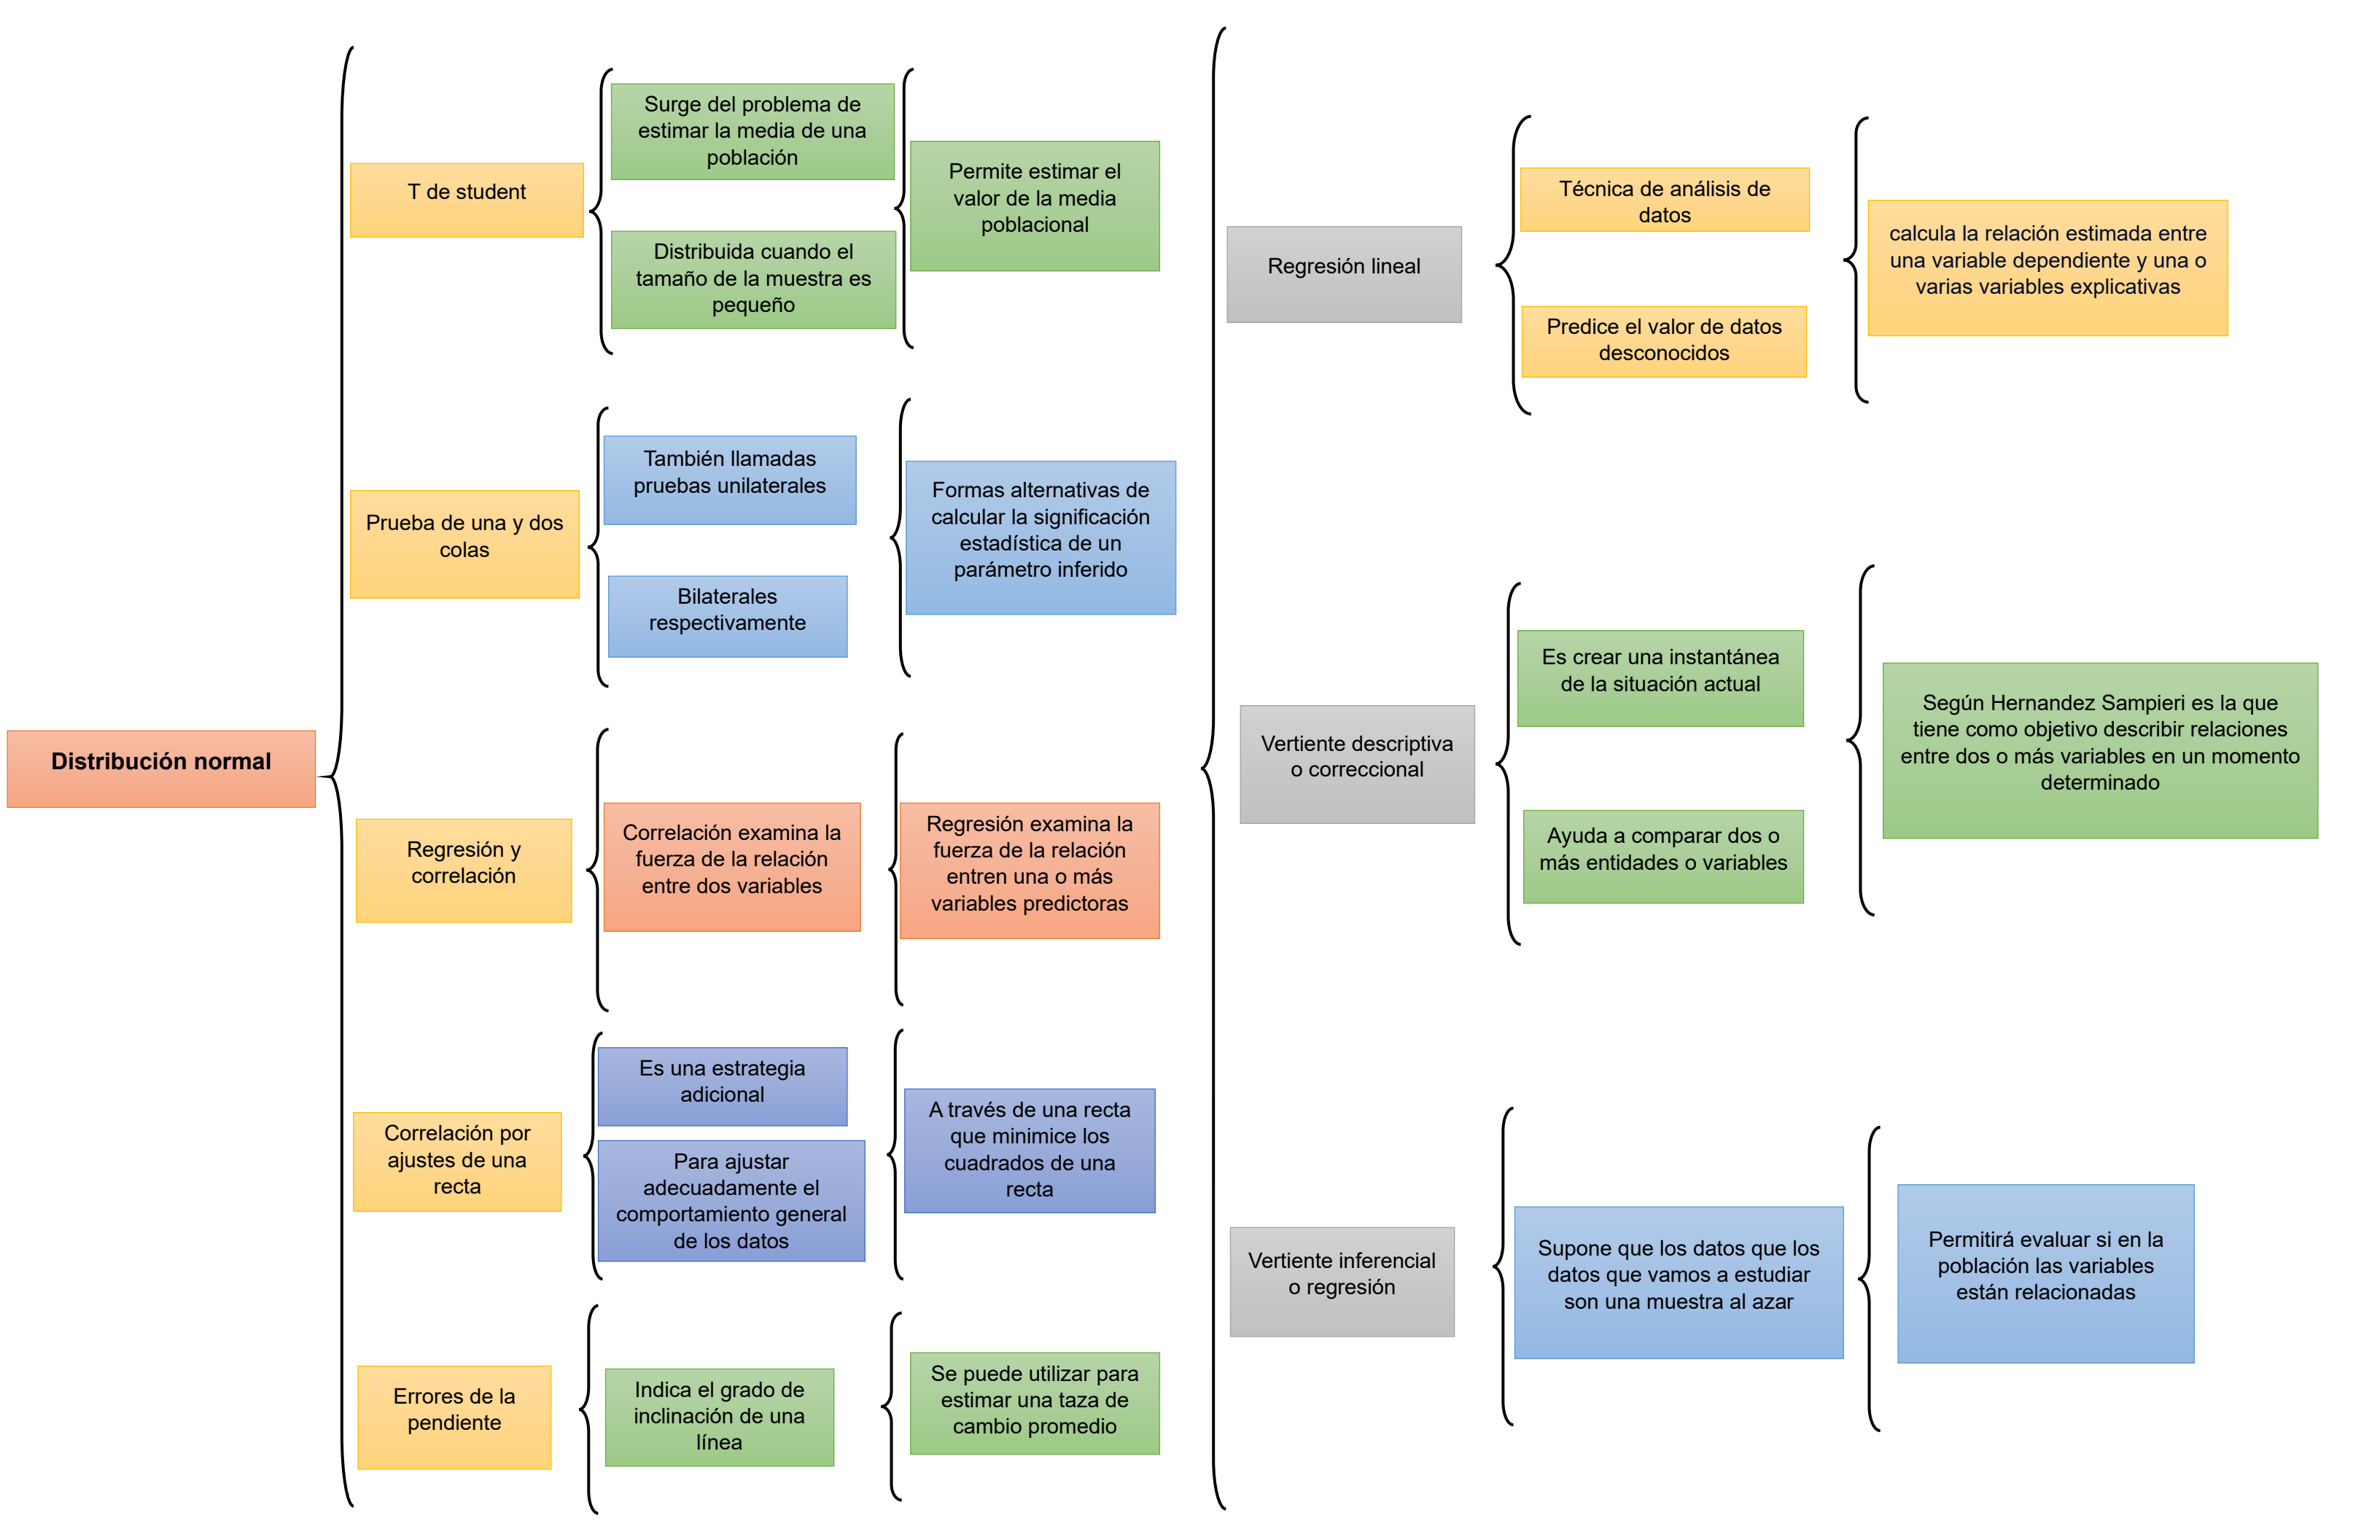 Distribución normal
T de student
Surge del problema de
estimar la media de una
población
Distribuida cuando el
tamaño de la muestra es
pequeño
Permite estimar el
valor de la media
poblacional
Prueba de una y dos
colas
También llamadas
pruebas unilaterales
Bilaterales
respectivamente
Formas alternativas de
calcular la significación
estadística de un
parámetro inferido
Regresión y
correlación
Correlación examina la
fuerza de la relación
entre dos variables
Regresión examina la
fuerza de la relación
entren una o más
variables predictoras
Correlación por
ajustes de una
recta
Es una estrategia
adicional
Para ajustar
adecuadamente el
comportamiento general
de los datos
A través de una recta
que minimice los
cuadrados de una
recta
Errores de la
pendiente
Indica el grado de
inclinación de una
línea
Se puede utilizar para
estimar una taza de
cambio promedio
Regresión lineal
Técnica de análisis de
datos
Predice el valor de datos
desconocidos
calcula la relación estimada entre
una variable dependiente y una o
varias variables explicativas
Vertiente descriptiva
o correccional
Es crear una instantánea
de la situación actual
Ayuda a comparar dos o
más entidades o variables
Según Hernandez Sampieri es la que
tiene como objetivo describir relaciones
entre dos o más variables en un momento
determinado
Vertiente inferencial
o regresión
Supone que los datos que los
datos que vamos a estudiar
son una muestra al azar
Permitirá evaluar si en la
población las variables
están relacionadas